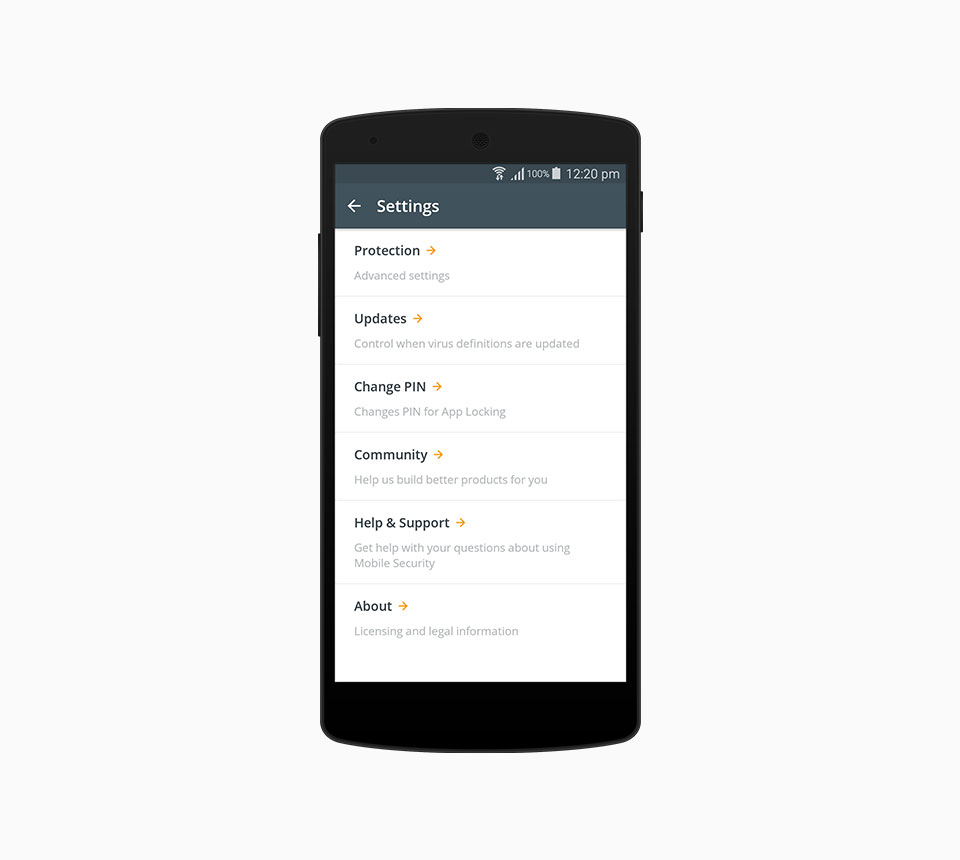 100% 12:20 pm
Settings
Protection
Advanced settings
Updates
Control when virus definitions are updated
Change PIN
Changes PIN for App Locking
Community
Help us build better products for you
Help & Support
Get help with your questions about using
Mobile Security
About
Licensing and legal information